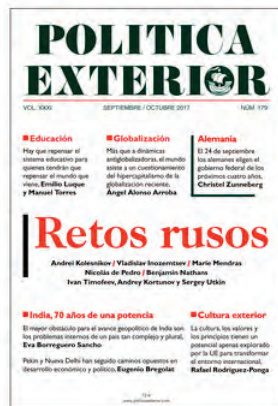 POLITICA
EXTERIOR
VOL. XXXI
SEPTIEMBRE / OCTUBRE 2017
NÚM. 179
Educación
Hay que repensar el
sistema educativo para
quienes tendrán que
repensar el mundo que
viene, Emilio Luque
y Manuel Torres
Globalización
Más que a dinámicas
antiglobalizadoras, el mundo
asiste a un cuestionamiento
del hipercapitalismo de la
globalización reciente,
Ángel Alonso Arroba
Alemania
El 24 de septiembre
los alemanes eligen el
gobierno federal de los
próximos cuatro años,
Christel Zunneberg
Retos rusos
Andrei Kolesnikov / Vladislav Inozemtsev / Marie Mendras
Nicolás de Pedro / Benjamin Nathans
Ivan Timofeev, Andrey Kortunov y Sergey Utkin
India, 70 años de una potencia
El mayor obstáculo para el avance geopolítico de India son
los problemas internos de un país tan complejo y plural,
Eva Borreguero Sancho
Pekín y Nueva Delhi han seguido caminos opuestos en
desarrollo económico y político, Eugenio Bregolat
Cultura exterior
La cultura, los valores y
los principios tienen un
potencial apenas explorado
por la UE para transformar
el entorno internacional,
Rafael Rodríguez-Ponga
www.politicaexterior.com